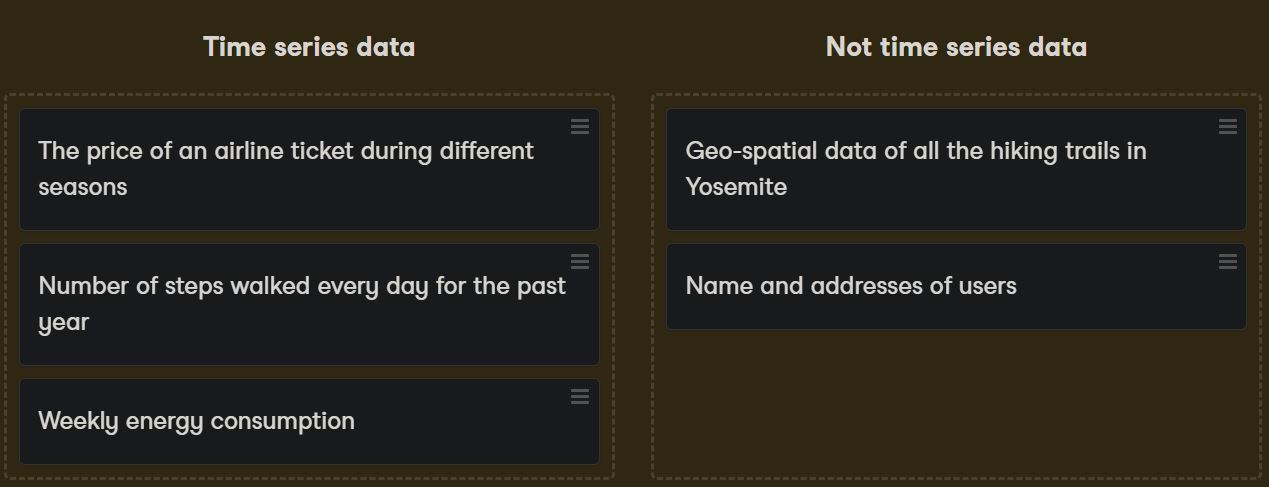 Time series data
The price of an airline ticket during different
seasons
Number of steps walked every day for the past
year
Weekly energy consumption
Not time series data
Geo-spatial data of all the hiking trails in
Yosemite
Name and addresses of users